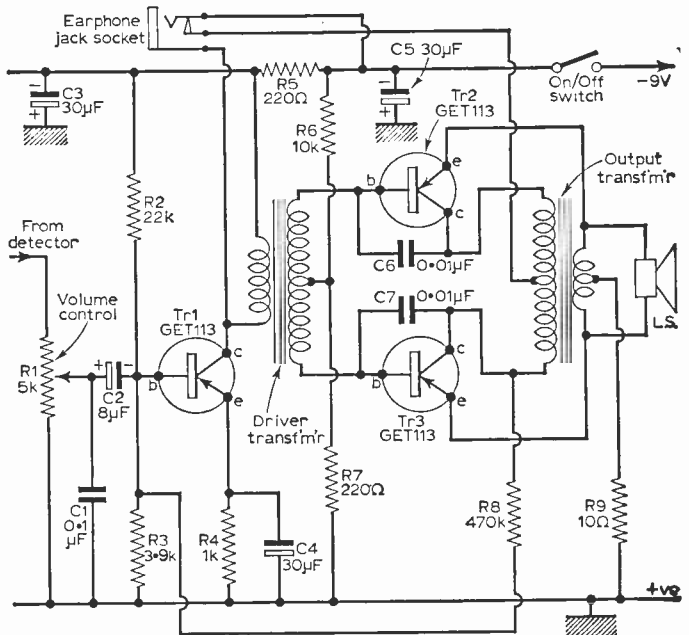 Earphone
jack socket
C5 30µF
On/Off
switch
-9V
C3
30µF
R5
220Ω
R6
10k
Tr2
GET113
R2
22k
Output
transf'm'r
e
b
c
From
detector
C6
0·01µF
C7
0·01µF
Volume
control
Tr1
GET113
L.S.
R1
5k
C2
8µF
b
c
e
Driver
transf'm'r
b
c
e
Tr3
GET113
C1
0·1
µF
R3
3·9k
R4
1k
C4
30µF
R7
220Ω
R8
470k
R9
10Ω
+ve